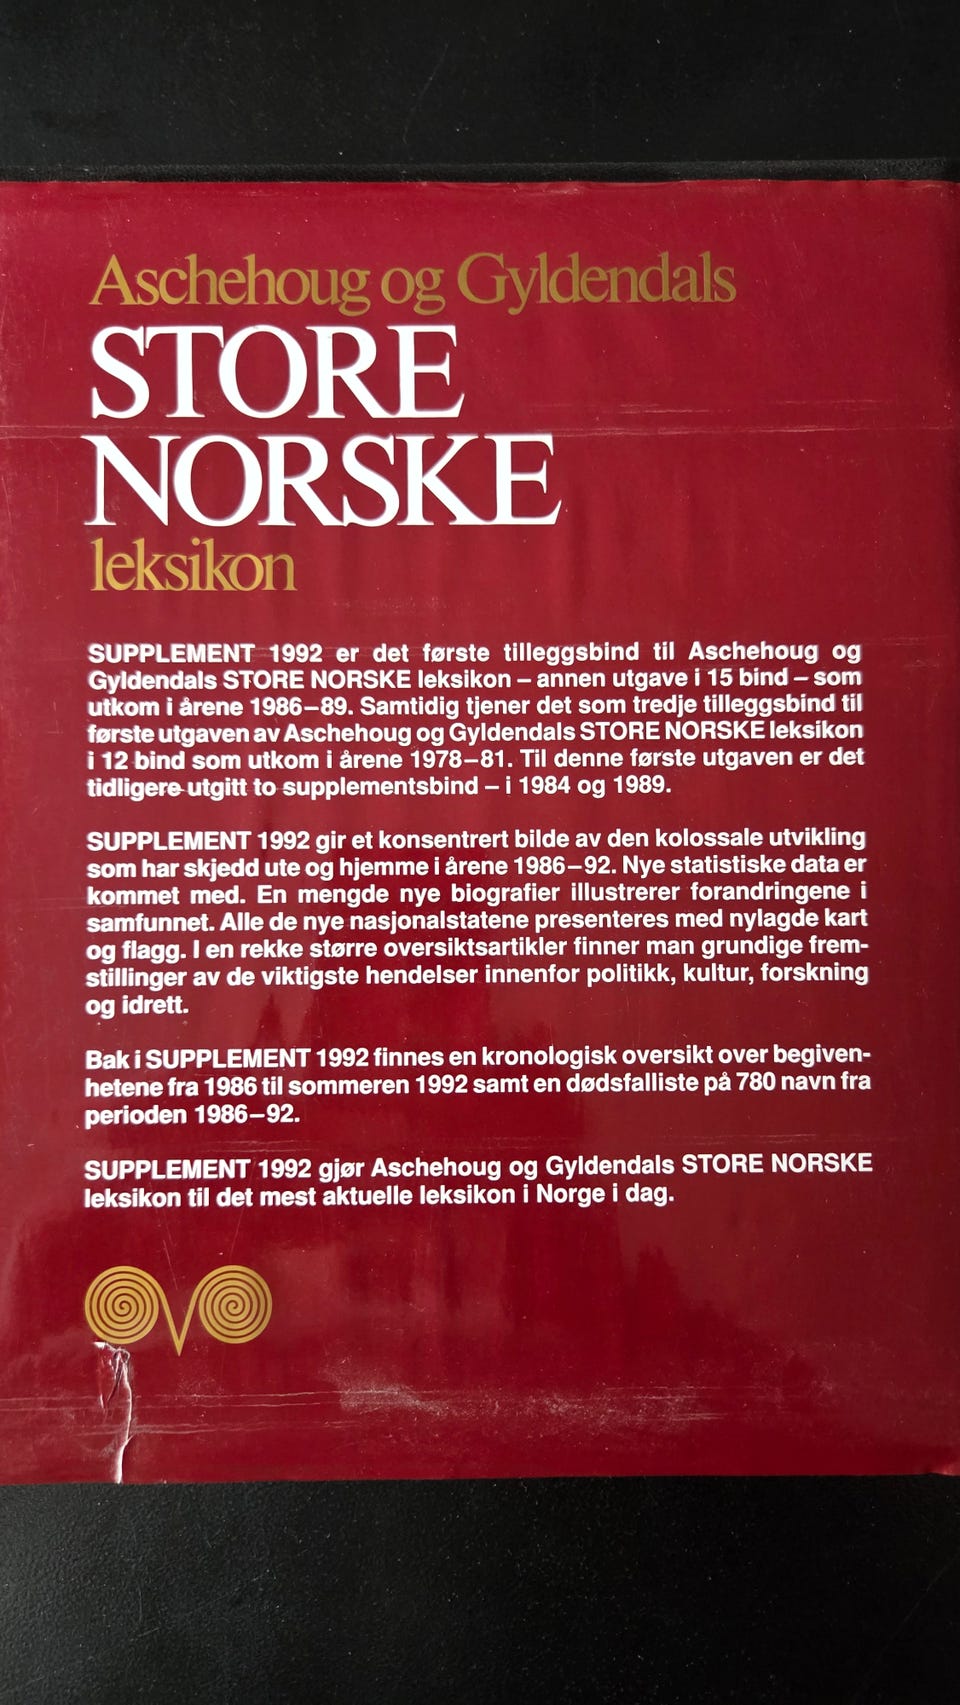 Aschehoug og Gyldendals
STORE
NORSKE
leksikon
SUPPLEMENT 1992 er det første tilleggsbind til Aschehoug og
Gyldendals STORE NORSKE leksikon – annen utgave i 15 bind – som
utkom i årene 1986–89. Samtidig tjener det som tredje tilleggsbind til
første utgaven av Aschehoug og Gyldendals STORE NORSKE leksikon
i 12 bind som utkom i årene 1978–81. Til denne første utgaven er det
tidligere utgitt to supplementsbind – i 1984 og 1989.
SUPPLEMENT 1992 gir et konsentrert bilde av den kolossale utvikling
som har skjedd ute og hjemme i årene 1986–92. Nye statistiske data er
kommet med. En mengde nye biografier illustrerer forandringene i
samfunnet. Alle de nye nasjonalstatene presenteres med nylagde kart
og flagg. I en rekke større oversiktsartikler finner man grundige frem-
stillinger av de viktigste hendelser innenfor politikk, kultur, forskning
og idrett.
Bak i SUPPLEMENT 1992 finnes en kronologisk oversikt over begiven-
hetene fra 1986 til sommeren 1992 samt en dødsfalliste på 780 navn fra
perioden 1986–92.
SUPPLEMENT 1992 gjør Aschehoug og Gyldendals STORE NORSKE
leksikon til det mest aktuelle leksikon i Norge i dag.